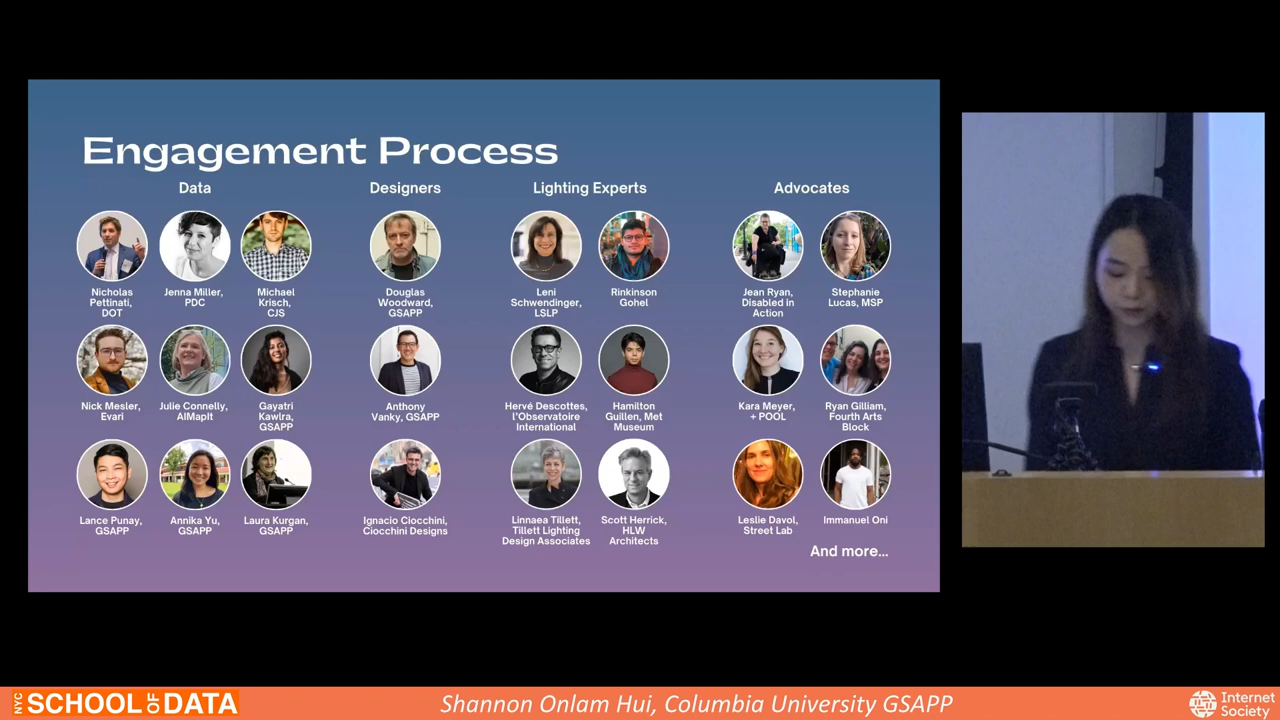 Engagement Process
Data
Designers
Lighting Experts
Advocates
Nicholas
Pettinati,
DOT
Jenna Miller,
PDC
Michael
Krisch,
CJS
Douglas
Woodward,
GSAPP
Leni
Schwendinger,
LSLP
Rinkinson
Gohel
Jean Ryan,
Disabled in
Action
Stephanie
Lucas, MSP
Nick Mesler,
Evari
Julie Connelly,
AIMapIt
Gayatri
Kawlra,
GSAPP
Anthony
Vanky, GSAPP
Hervé Descottes,
l'Observatoire
International
Hamilton
Guillen, Met
Museum
Kara Meyer,
+ POOL
Ryan Gilliam,
Fourth Arts
Block
Lance Punay,
GSAPP
Annika Yu,
GSAPP
Laura Kurgan,
GSAPP
Ignacio Ciocchini,
Ciocchini Designs
Linnaea Tillett,
Tillett Lighting
Design Associates
Scott Herrick,
HLW
Architects
Leslie Davol,
Street Lab
Immanuel Oni
And more...
NYC SCHOOL OF DATA
Shannon Onlam Hui, Columbia University GSAPP
Internet
Society